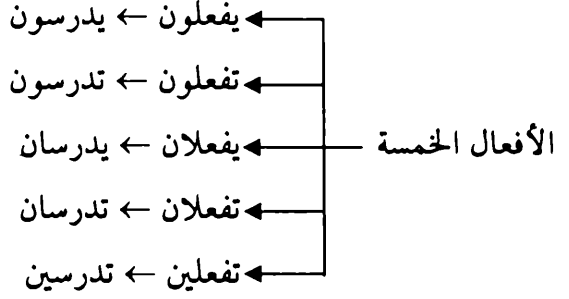 يفعلون ← يدرسون
تفعلون ← تدرسون
الأفعال الخمسة
يفعلان ← يدرسان
تفعلان ← تدرسان
تفعلين ← تدرسين